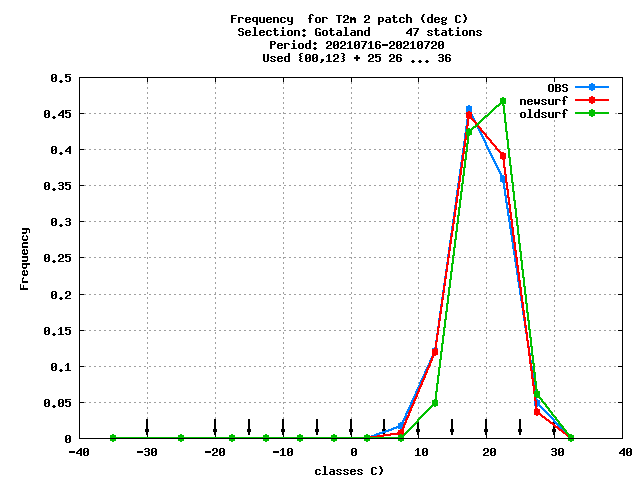 Frequency  for T2m 2 patch (deg C)
Selection: Gotaland     47 stations
Period: 20210716-20210720
Used {00,12} + 25 26 ... 36
OBS
newsurf
oldsurf
0.5
0.45
0.4
0.35
0.3
0.25
0.2
0.15
0.1
0.05
0
Frequency
-40 -30 -20 -10 0 10 20 30 40
classes C)